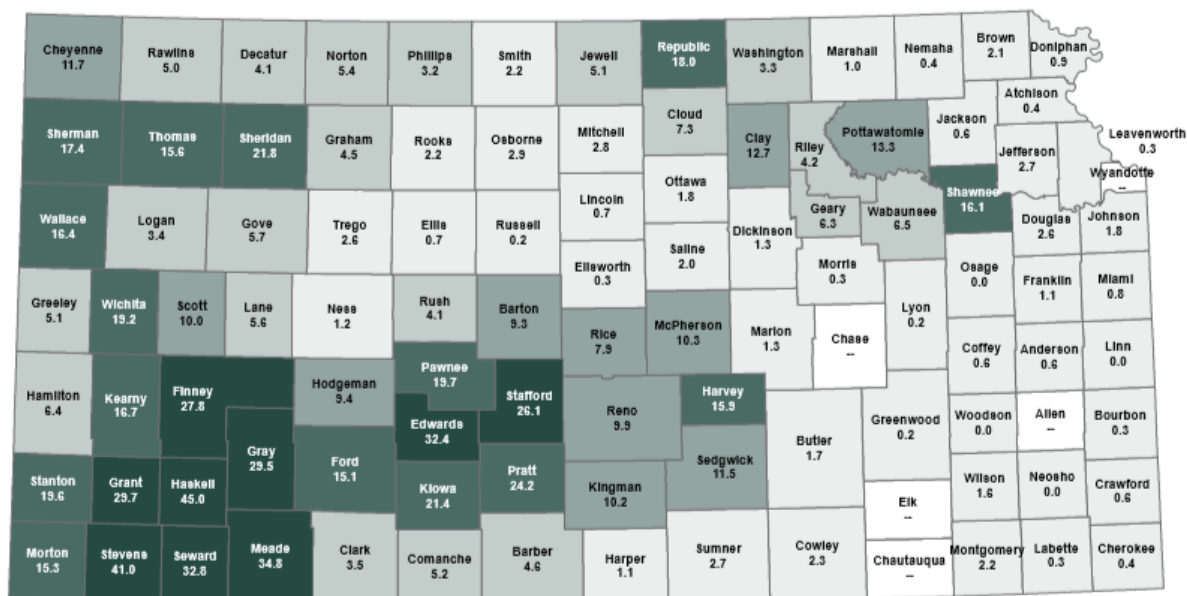 Cheyenne
11.7
Rawlins
5.0
Decatur
4.1
Norton
5.4
Phillips
3.2
Smith
2.2
Jewell
5.1
Republic
18.0
Washington
3.3
Marshall
1.0
Nemaha
0.4
Brown
2.1
Doniphan
0.9
Atchison
0.4
Sherman
17.4
Thomas
15.6
Sheridan
21.8
Graham
4.5
Rooks
2.2
Osborne
2.9
Mitchell
2.8
Cloud
7.3
Clay
12.7
Riley
4.2
Pottawatomie
13.3
Jackson
0.6
Jefferson
2.7
Leavenworth
0.3
Wyandotte
--
Wallace
16.4
Logan
3.4
Gove
5.7
Trego
2.6
Ellis
0.7
Russell
0.2
Lincoln
0.7
Ottawa
1.8
Saline
2.0
Dickinson
1.3
Geary
6.3
Wabaunsee
6.5
Shawnee
16.1
Douglas
2.6
Johnson
1.8
Ellsworth
0.3
Morris
0.3
Osage
0.0
Franklin
1.1
Miami
0.8
Greeley
5.1
Wichita
19.2
Scott
10.0
Lane
5.6
Ness
1.2
Rush
4.1
Barton
9.3
Rice
7.9
McPherson
10.3
Marion
1.3
Chase
--
Lyon
0.2
Coffey
0.6
Anderson
0.6
Linn
0.0
Hamilton
6.4
Kearny
16.7
Finney
27.8
Hodgeman
9.4
Pawnee
19.7
Stafford
26.1
Edwards
32.4
Reno
9.9
Harvey
15.9
Butler
1.7
Greenwood
0.2
Woodson
0.0
Allen
--
Bourbon
0.3
Gray
29.5
Ford
15.1
Kiowa
21.4
Pratt
24.2
Kingman
10.2
Sedgwick
11.5
Stanton
19.6
Grant
29.7
Haskell
45.0
Elk
--
Wilson
1.6
Neosho
0.0
Crawford
0.6
Morton
15.3
Stevens
41.0
Seward
32.8
Meade
34.8
Clark
3.5
Comanche
5.2
Barber
4.6
Harper
1.1
Sumner
2.7
Cowley
2.3
Chautauqua
--
Montgomery
2.2
Labette
0.3
Cherokee
0.4